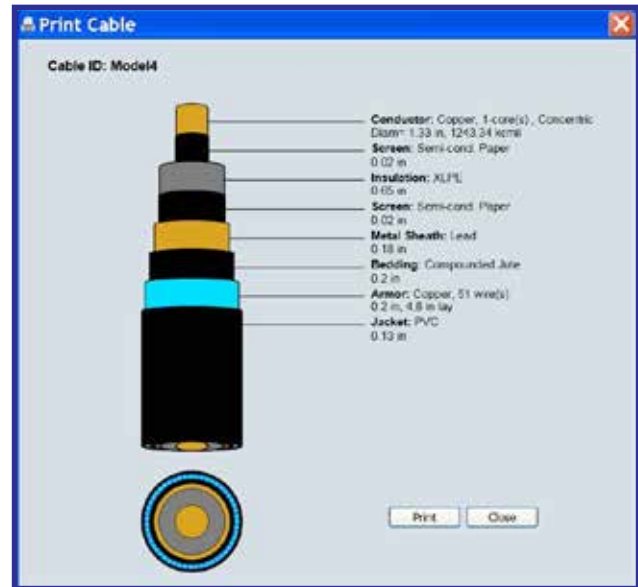 Print Cable
Cable ID: Model4
Conductor: Copper, 1-core(s), Concentric
Diam= 1.33 in, 1243.34 kcmil
Screen: Semi-cond. Paper
0.02 in
Insulation: XLPE
0.65 in
Screen: Semi-cond. Paper
0.02 in
Metal Sheath: Lead
0.18 in
Bedding: Compounded Jute
0.2 in
Armor: Copper, 51 wire(s)
0.2 in, 4.6 in lay
Jacket: PVC
0.13 in
Print
Close